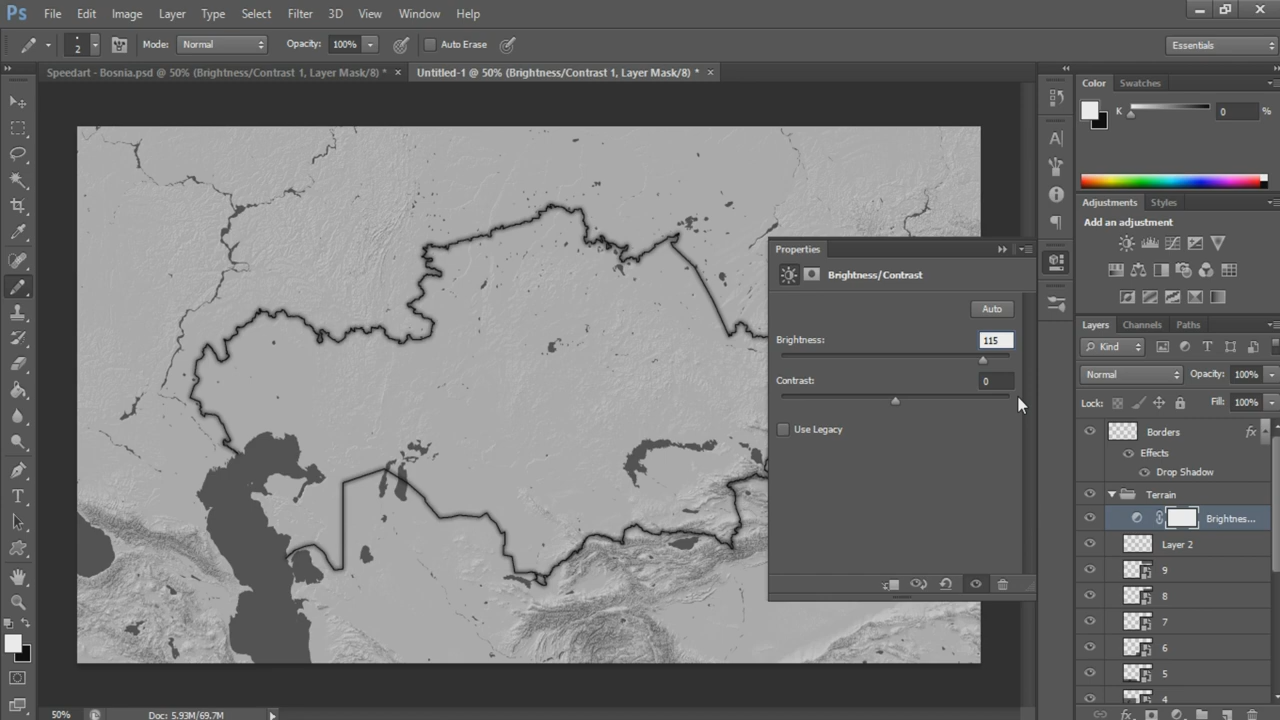 Ps File Edit Image Layer Type Select Filter 3D View Window Help
2 Mode: Normal Opacity: 100% Auto Erase Essentials
Speedart - Bosnia.psd @ 50% (Brightness/Contrast 1, Layer Mask/8) * × Untitled-1 @ 50% (Brightness/Contrast 1, Layer Mask/8) * ×
Color Swatches
K 0 %
Adjustments Styles
Add an adjustment
Properties
Brightness/Contrast
Auto
Brightness: 115
Contrast: 0
Use Legacy
Layers Channels Paths
Kind
Normal Opacity: 100%
Lock: Fill: 100%
Borders fx
Effects
Drop Shadow
Terrain
Brightnes...
Layer 2
9
8
7
6
5
4
50% Doc: 5.93M/69.7M